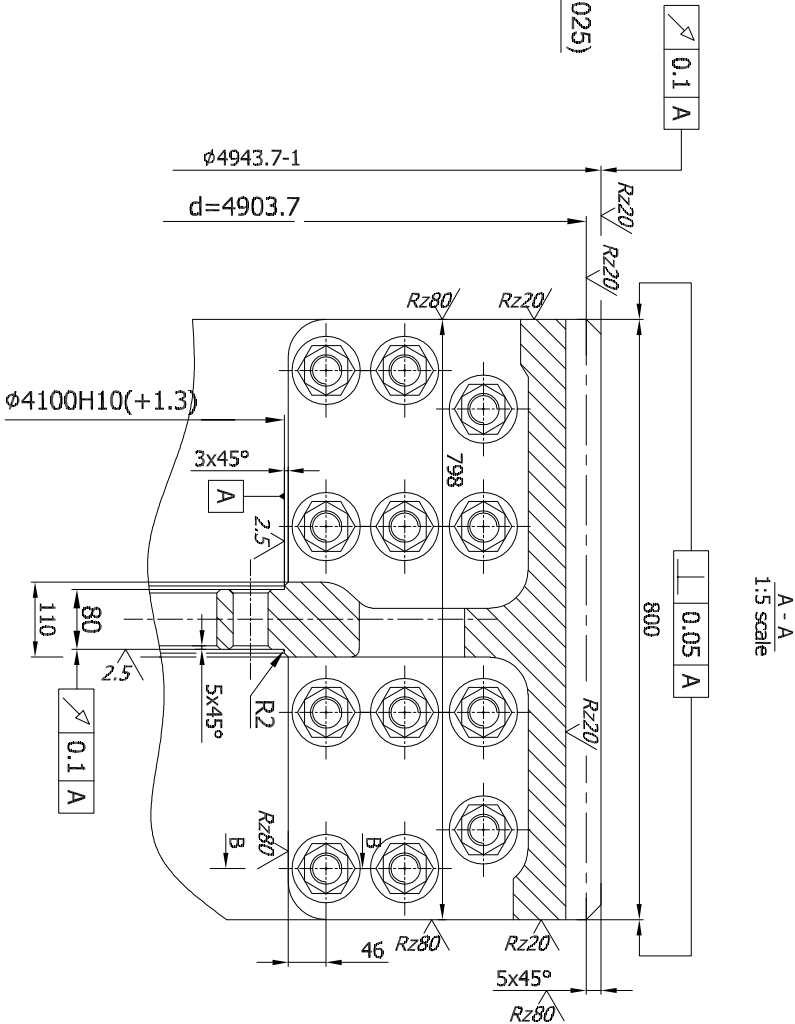 025)
0.1 A
ϕ4943.7-1
d=4903.7
Rz20
Rz20
Rz80
Rz20
ϕ4100H10(+1.3)
3x45°
A
2.5
798
800
0.05 A
A - A
1:5 scale
110
80
2.5
5x45°
R2
0.1 A
Rz20
Rz80
B
B
46
Rz80
Rz20
5x45°
Rz80